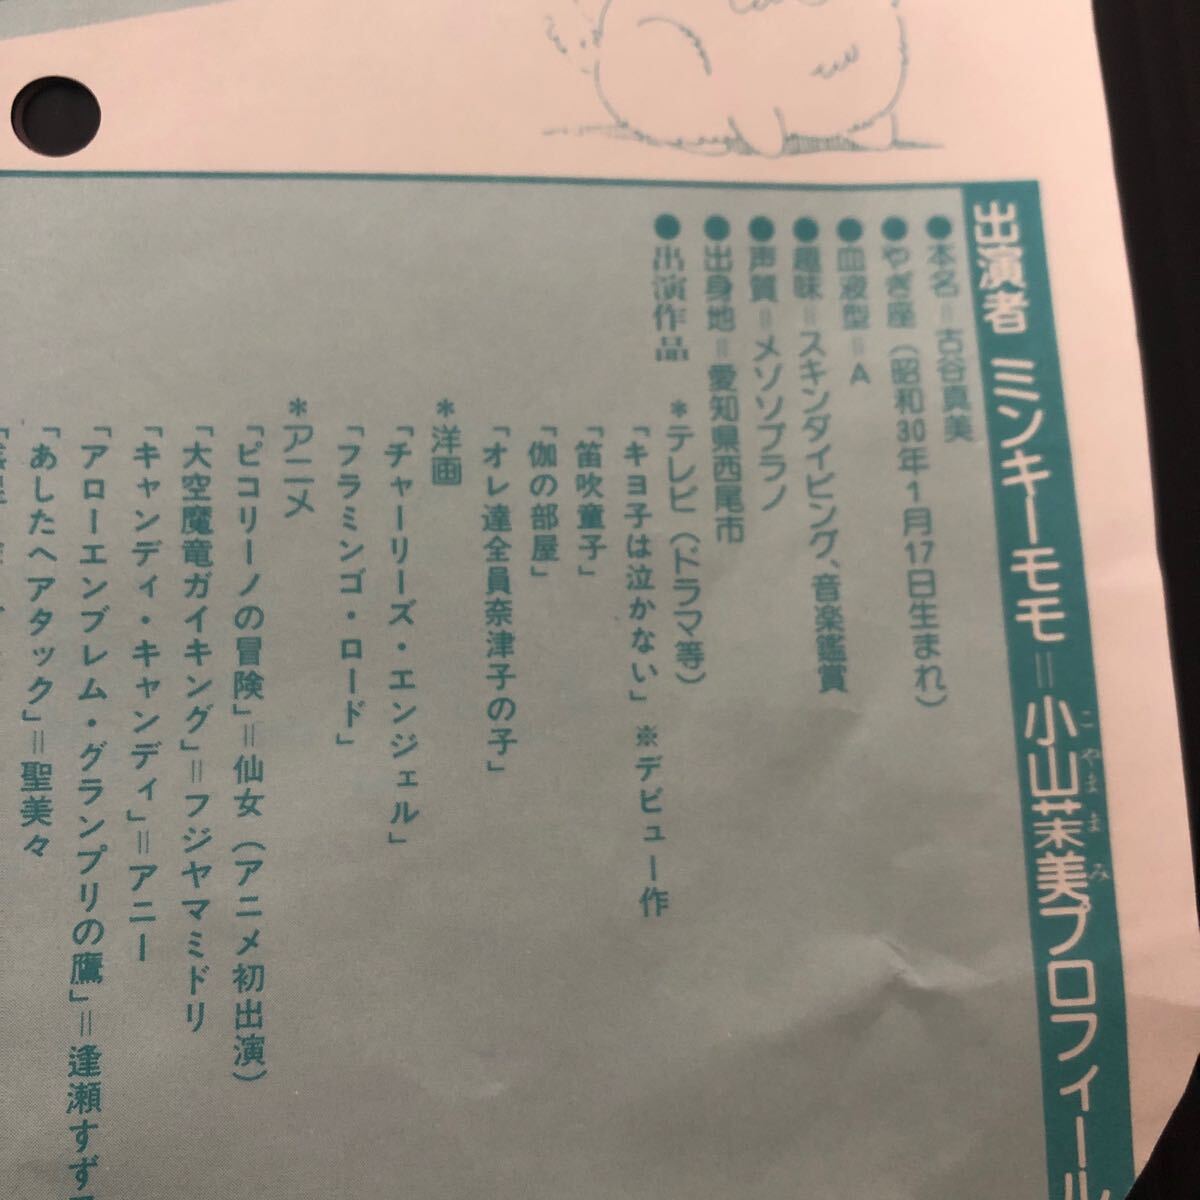 出演者 ミンキーモモ＝小山茉美プロフィール
こやままみ
●本名＝古谷真美
●やぎ座（昭和30年1月17日生まれ）
●血液型＝A
●趣味＝スキンダイビング、音楽鑑賞
●声質＝メゾソプラノ
●出身地＝愛知県西尾市
●出演作品
＊テレビ（ドラマ等）
「キヨ子は泣かない」※デビュー作
「笛吹童子」
「伽の部屋」
「オレ達全員奈津子の子」
＊洋画
「チャーリーズ・エンジェル」
「フラミンゴ・ロード」
＊アニメ
「ピコリーノの冒険」＝仙女（アニメ初出演）
「大空魔竜ガイキング」＝フジヤマミドリ
「キャンディ・キャンディ」＝アニー
「アローエンブレム・グランプリの鷹」＝逢瀬すず
「あしたへアタック」＝聖美々